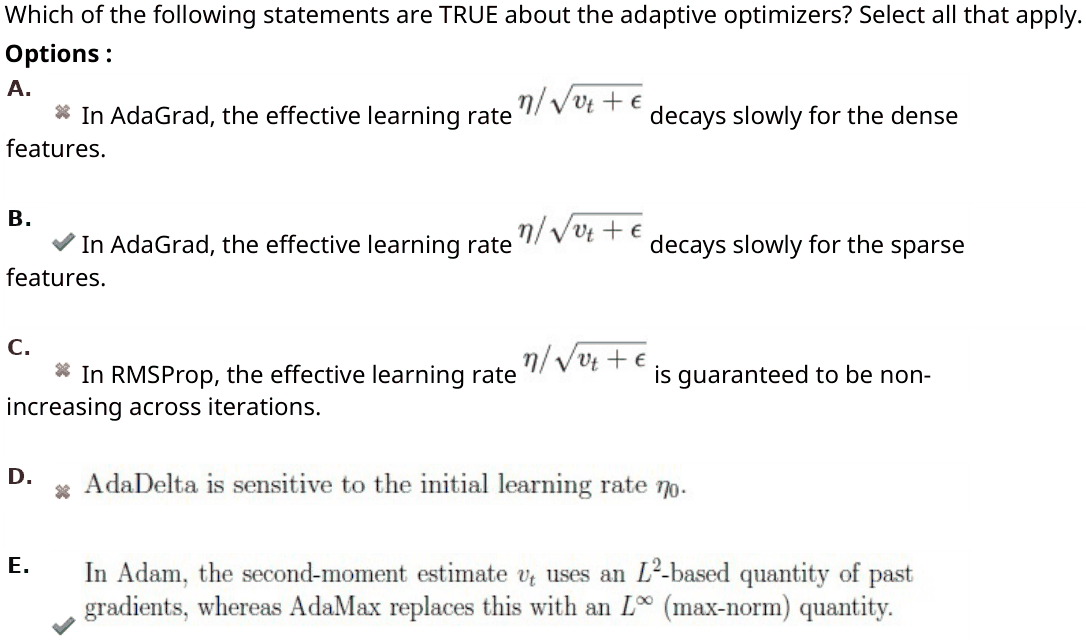 Which of the following statements are TRUE about the adaptive optimizers? Select all that apply.
Options :
A.
✖ In AdaGrad, the effective learning rate η/√(vₜ + ϵ) decays slowly for the dense
features.
B.
✔ In AdaGrad, the effective learning rate η/√(vₜ + ϵ) decays slowly for the sparse
features.
C.
✖ In RMSProp, the effective learning rate η/√(vₜ + ϵ) is guaranteed to be non-
increasing across iterations.
D.
✖ AdaDelta is sensitive to the initial learning rate η₀.
E.
In Adam, the second-moment estimate vₜ uses an L²-based quantity of past
✔ gradients, whereas AdaMax replaces this with an L∞ (max-norm) quantity.